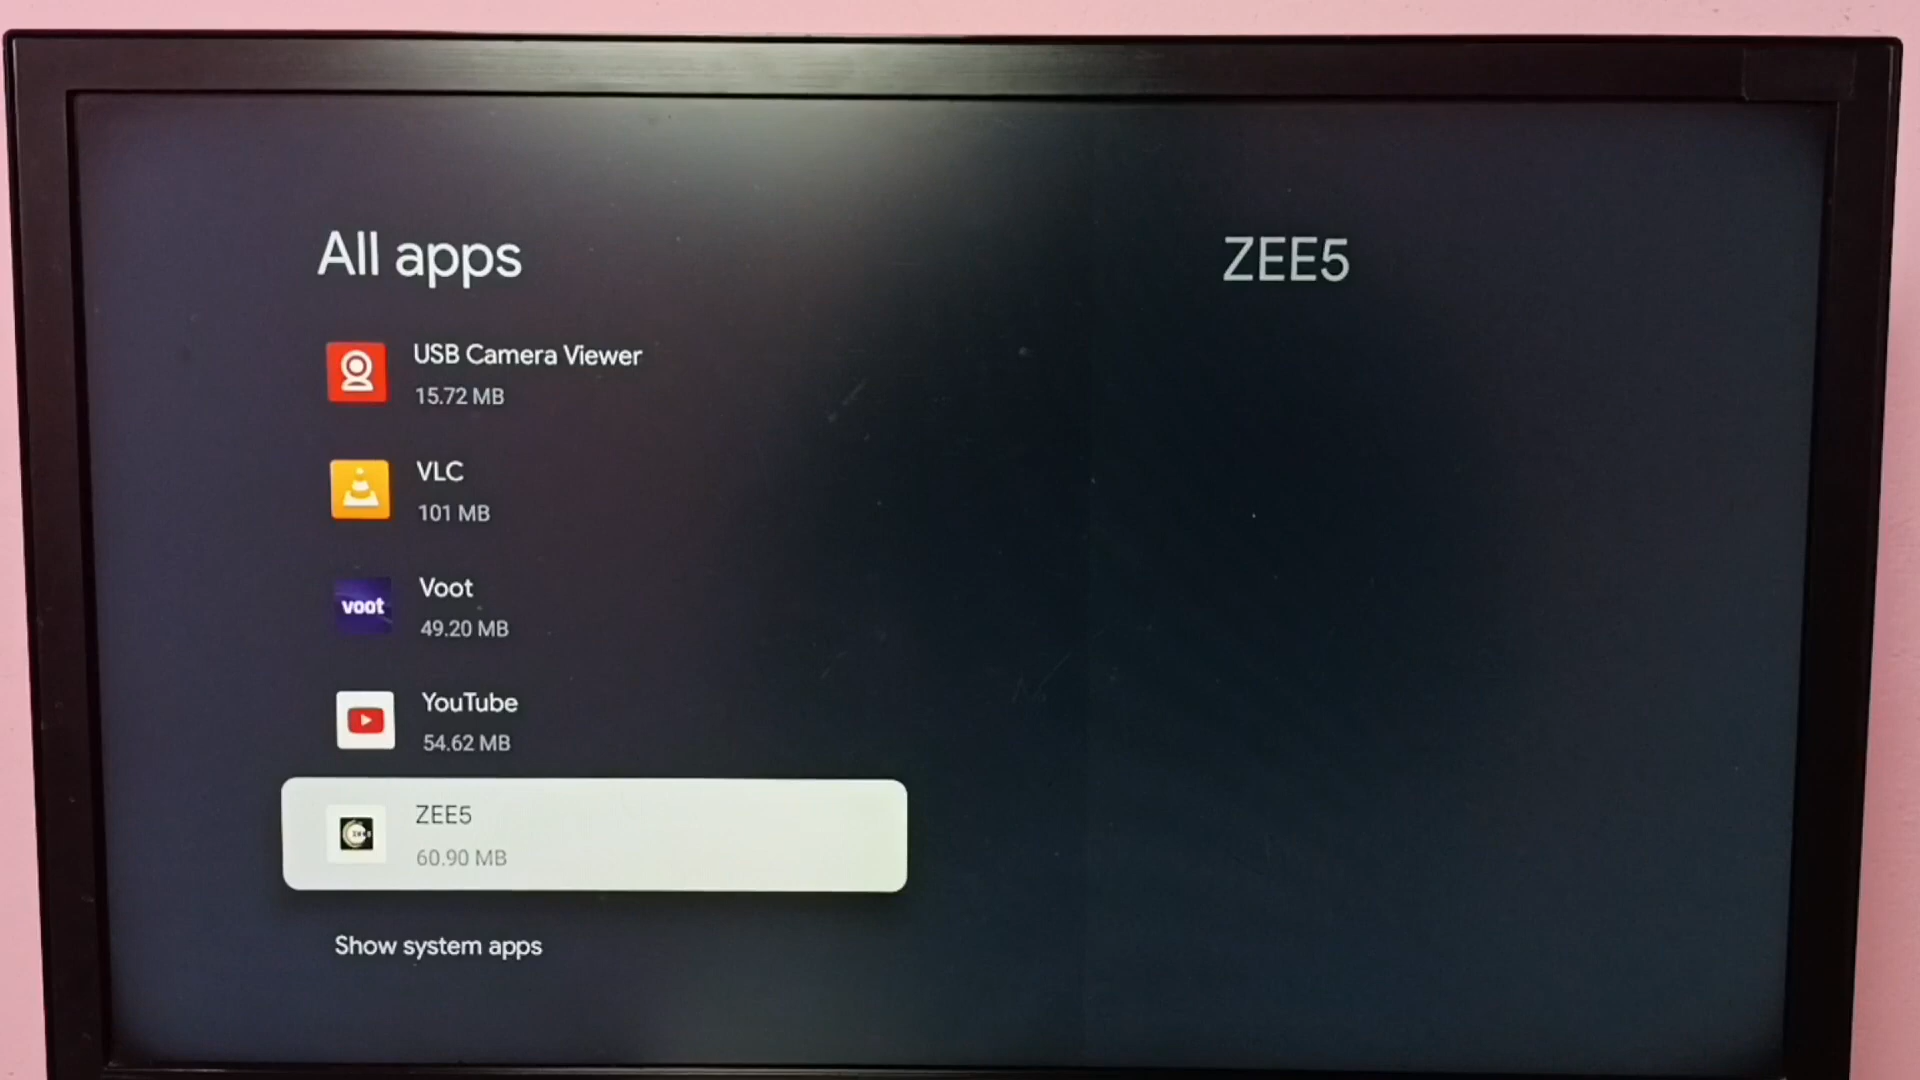 All apps
ZEE5
USB Camera Viewer
15.72 MB
VLC
101 MB
voot
Voot
49.20 MB
YouTube
54.62 MB
ZEE5
60.90 MB
Show system apps